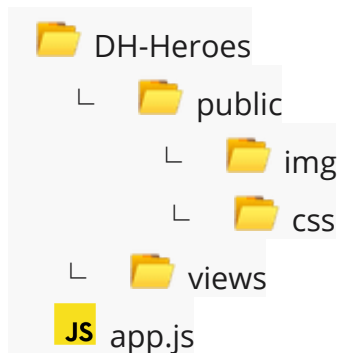 DH-Heroes
public
img
css
views
JS app.js